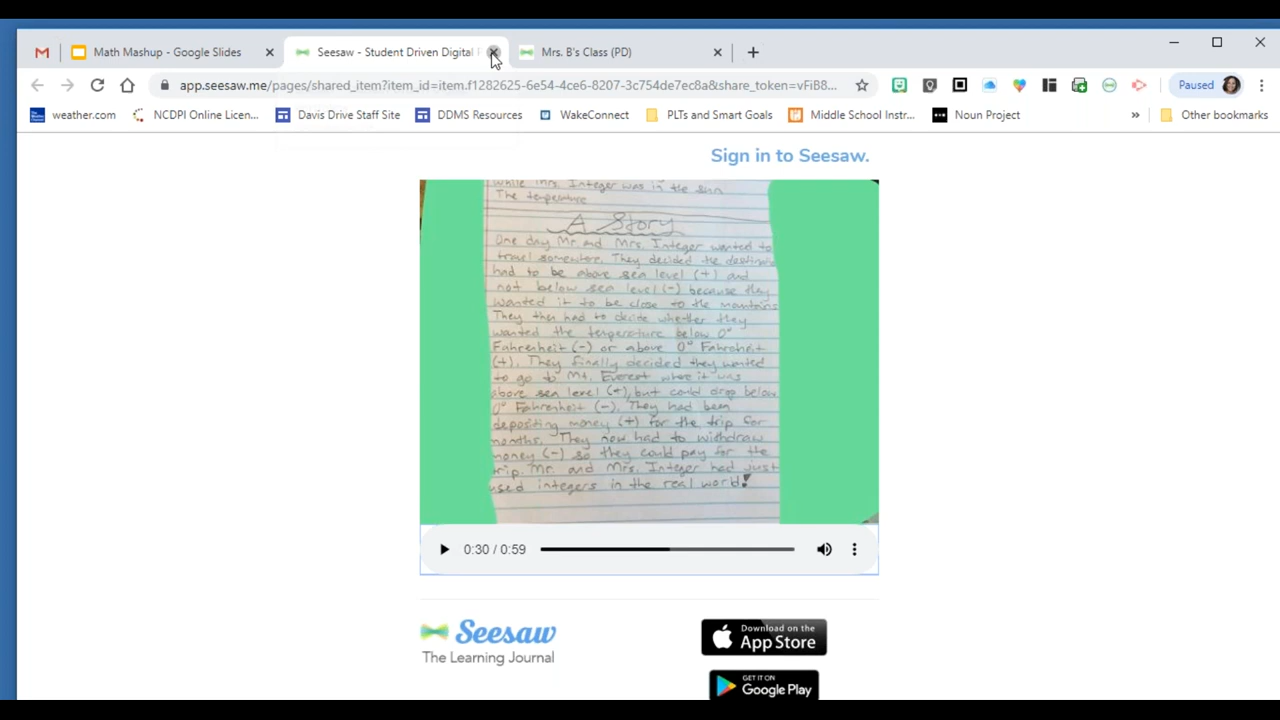 Math Mashup - Google Slides
Seesaw - Student Driven Digital
Mrs. B's Class (PD)
app.seesaw.me/pages/shared_item?item_id=item.f1282625-6e54-4ce6-8207-3c754de7ec8a&share_token=vFiB8...
Paused
weather.com NCDPI Online Licen... Davis Drive Staff Site DDMS Resources WakeConnect PLTs and Smart Goals Middle School Instr... Noun Project » Other bookmarks
Sign in to Seesaw.
while Mrs. Integer was in the sun
The temperature
A Story
One day Mr and Mrs. Integer wanted to
travel somewhere. They decided the
had to be above sea level (+) and
not below sea level (-) because they
wanted it to be close to the mountains
They then had to decide whether they
wanted the temperature below 0°
Fahrenheit (-) or above 0° Fahrenheit
(+). They finally decided they wanted
to go to Mt. Everest it was
above sea level (+), but could drop below
0° Fahrenheit (-). They had been
depositing money (+) for the trip for
months. They now had to withdraw
money (-) so they could pay for the
trip. Mr. and Mrs. Integer had just
used integers in the real world!
0:30 / 0:59
Seesaw
The Learning Journal
Download on the
App Store
GET IT ON
Google Play